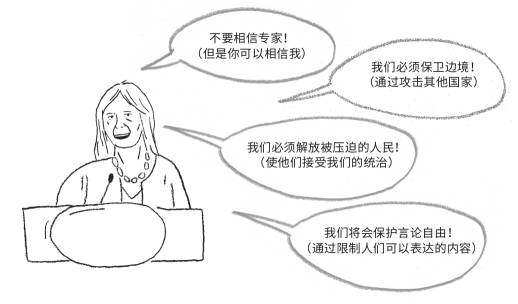 不要相信专家！
（但是你可以相信我）
我们必须保卫边境！
（通过攻击其他国家）
我们必须解放被压迫的人民！
（使他们接受我们的统治）
我们将会保护言论自由！
（通过限制人们可以表达的内容）